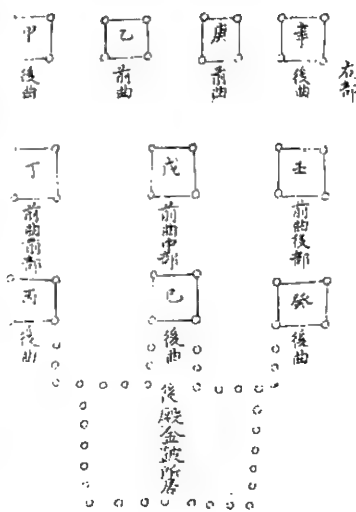 右部
辛
後曲
庚
前曲
乙
前曲
甲
後曲
壬
前曲後部
戊
前曲中部
丁
前曲前部
癸
後曲
己
後曲
丙
後曲
後殿金鼓所居